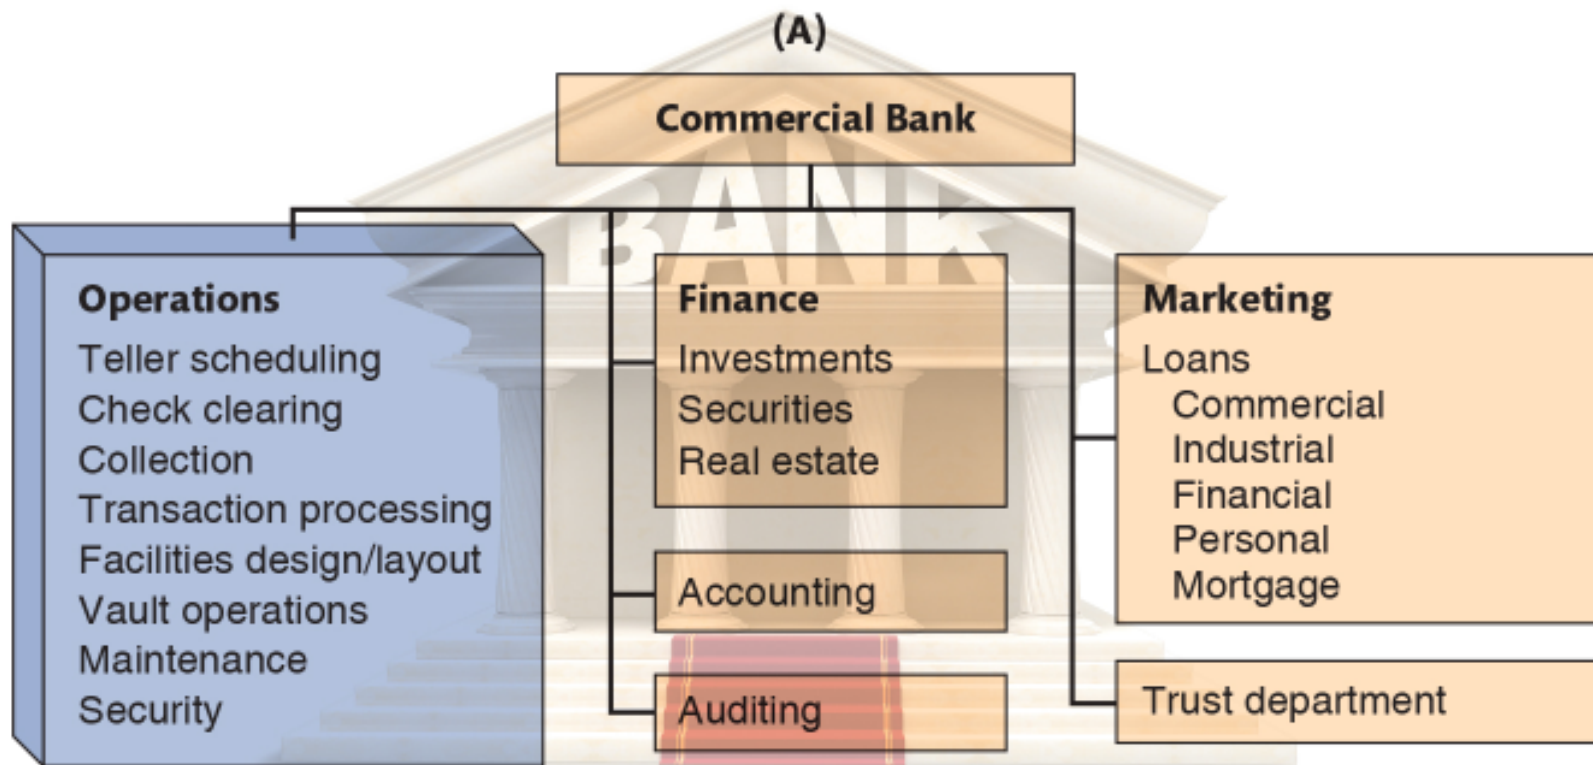 (A)
Commercial Bank
BANK
Operations
Teller scheduling
Check clearing
Collection
Transaction processing
Facilities design/layout
Vault operations
Maintenance
Security
Finance
Investments
Securities
Real estate
Accounting
Auditing
Marketing
Loans
Commercial
Industrial
Financial
Personal
Mortgage
Trust department